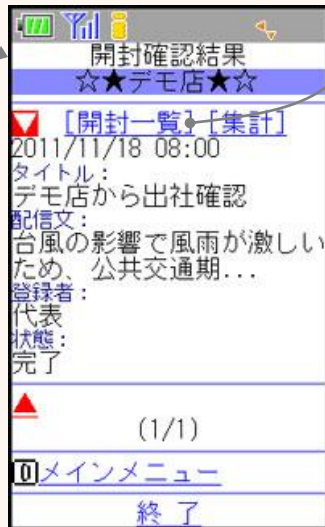 開封確認結果
☆★デモ店★☆
[開封一覧] [集計]
2011/11/18 08:00
タイトル：
デモ店から出社確認
配信文：
台風の影響で風雨が激しい
ため、公共交通期...
登録者：
代表
状態：
完了
(1/1)
0メインメニュー
終 了